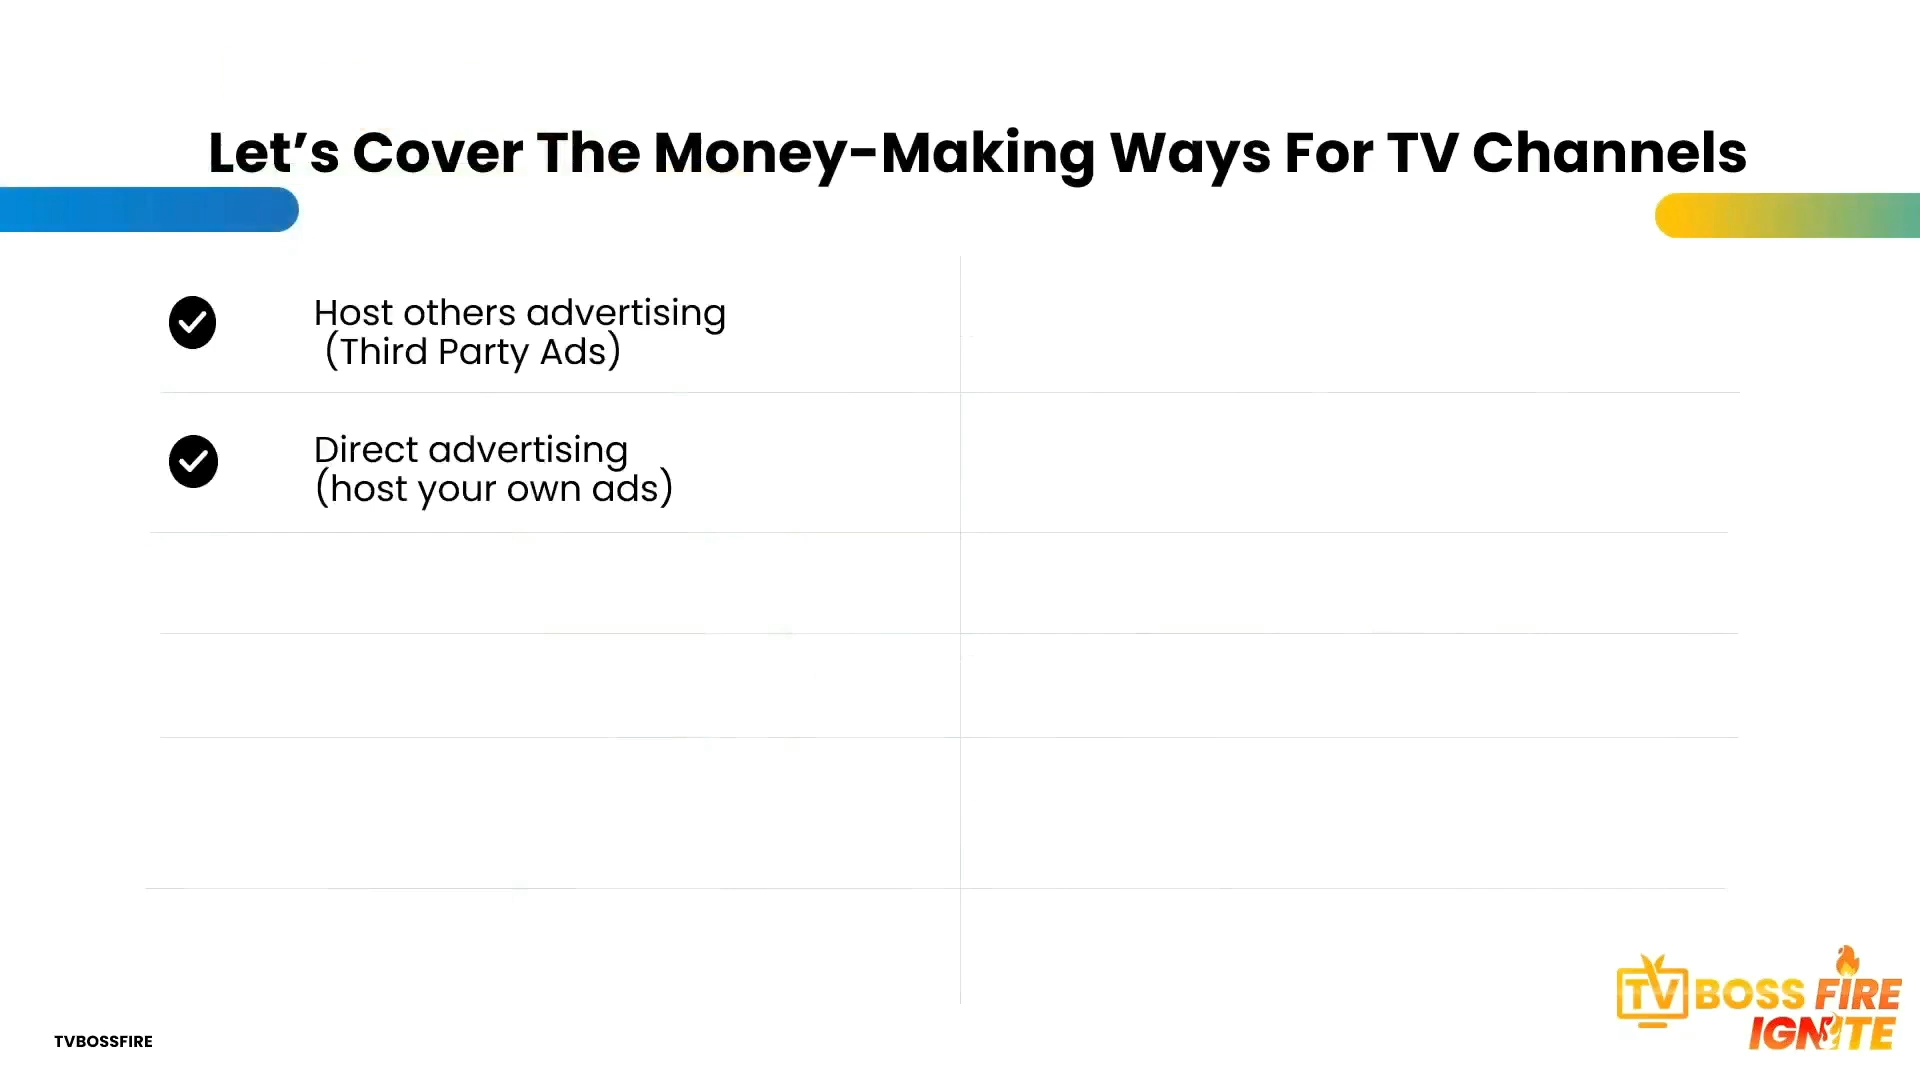 Let’s Cover The Money-Making Ways For TV Channels
Host others advertising
(Third Party Ads)
Direct advertising
(host your own ads)
TV BOSS FIRE
IGNITE
TVBOSSFIRE